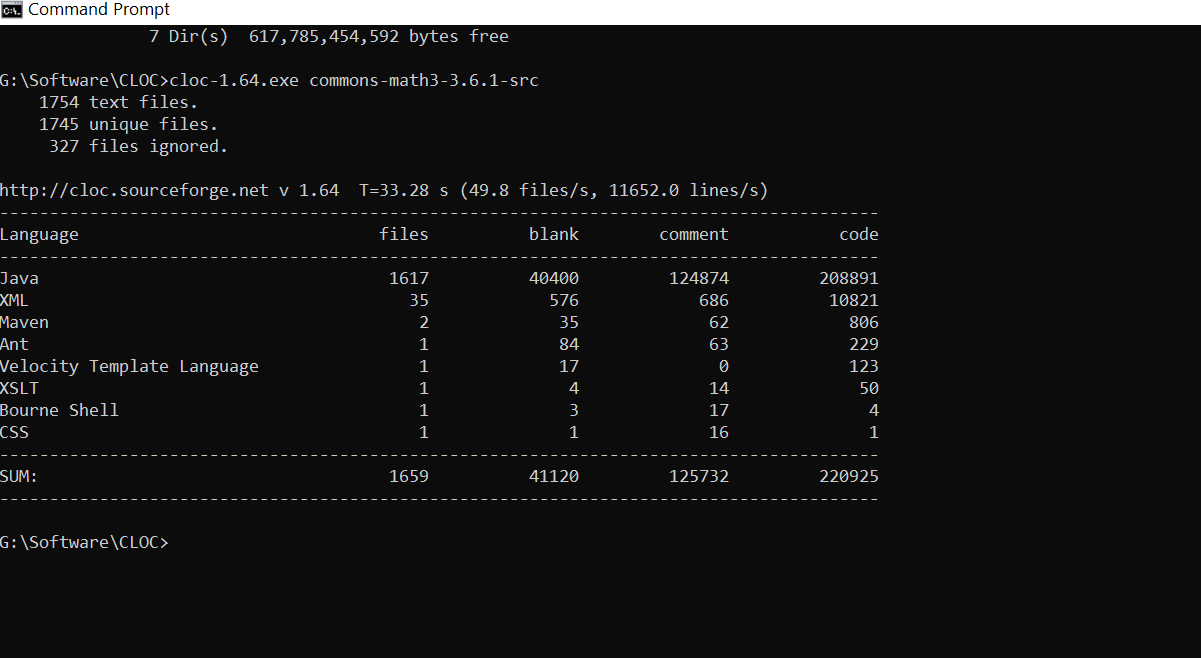 Command Prompt
7 Dir(s)  617,785,454,592 bytes free
G:\Software\CLOC>cloc-1.64.exe commons-math3-3.6.1-src
1754 text files.
1745 unique files.
327 files ignored.
http://cloc.sourceforge.net v 1.64  T=33.28 s (49.8 files/s, 11652.0 lines/s)
-------------------------------------------------------------------------------
Language files blank comment code
-------------------------------------------------------------------------------
Java 1617 40400 124874 208891
XML 35 576 686 10821
Maven 2 35 62 806
Ant 1 84 63 229
Velocity Template Language 1 17 0 123
XSLT 1 4 14 50
Bourne Shell 1 3 17 4
CSS 1 1 16 1
-------------------------------------------------------------------------------
SUM: 1659 41120 125732 220925
-------------------------------------------------------------------------------
G:\Software\CLOC>